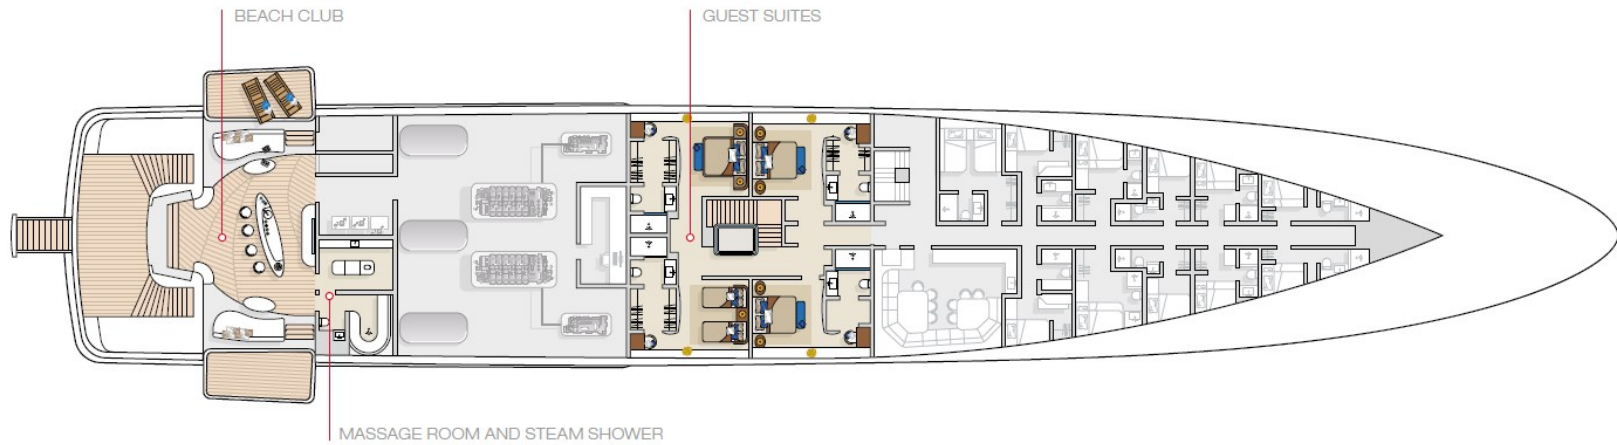 BEACH CLUB
GUEST SUITES
MASSAGE ROOM AND STEAM SHOWER